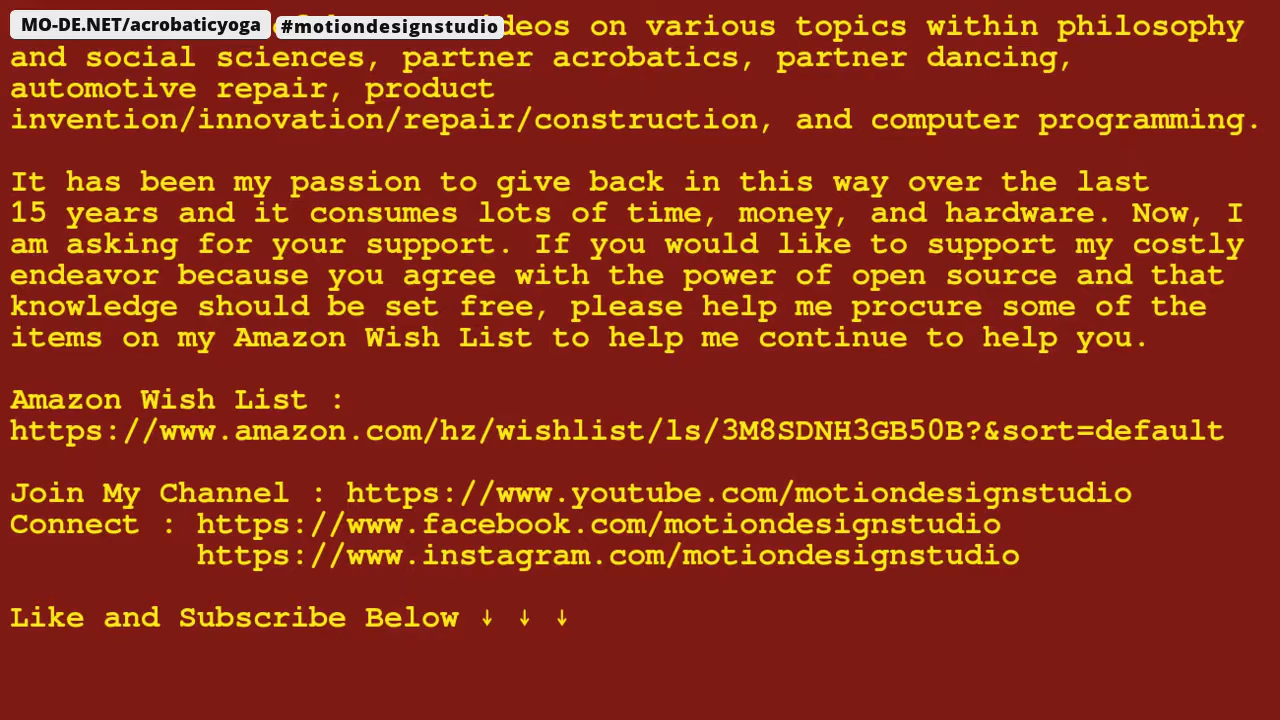 MO-DE.NET/acrobaticyoga #motiondesignstudio
on various topics within philosophy
and social sciences, partner acrobatics, partner dancing,
automotive repair, product
invention/innovation/repair/construction, and computer programming.
It has been my passion to give back in this way over the last
15 years and it consumes lots of time, money, and hardware. Now, I
am asking for your support. If you would like to support my costly
endeavor because you agree with the power of open source and that
knowledge should be set free, please help me procure some of the
items on my Amazon Wish List to help me continue to help you.
Amazon Wish List :
https://www.amazon.com/hz/wishlist/ls/3M8SDNH3GB50B?&sort=default
Join My Channel : https://www.youtube.com/motiondesignstudio
Connect : https://www.facebook.com/motiondesignstudio
https://www.instagram.com/motiondesignstudio
Like and Subscribe Below ↓ ↓ ↓